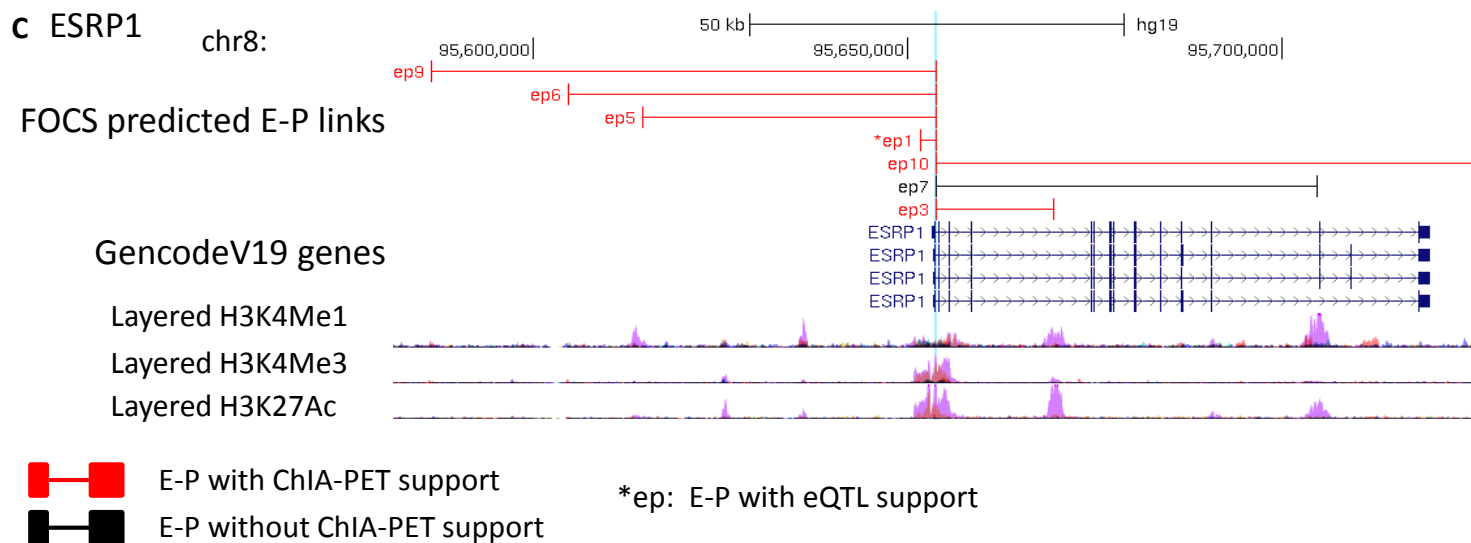 c ESRP1
chr8:
50 kb hg19
95,600,000 95,650,000 95,700,000
ep9
ep6
FOCS predicted E-P links
ep5
*ep1
ep10
ep7
ep3
ESRP1
GencodeV19 genes
ESRP1
ESRP1
ESRP1
Layered H3K4Me1
Layered H3K4Me3
Layered H3K27Ac
E-P with ChIA-PET support
*ep: E-P with eQTL support
E-P without ChIA-PET support